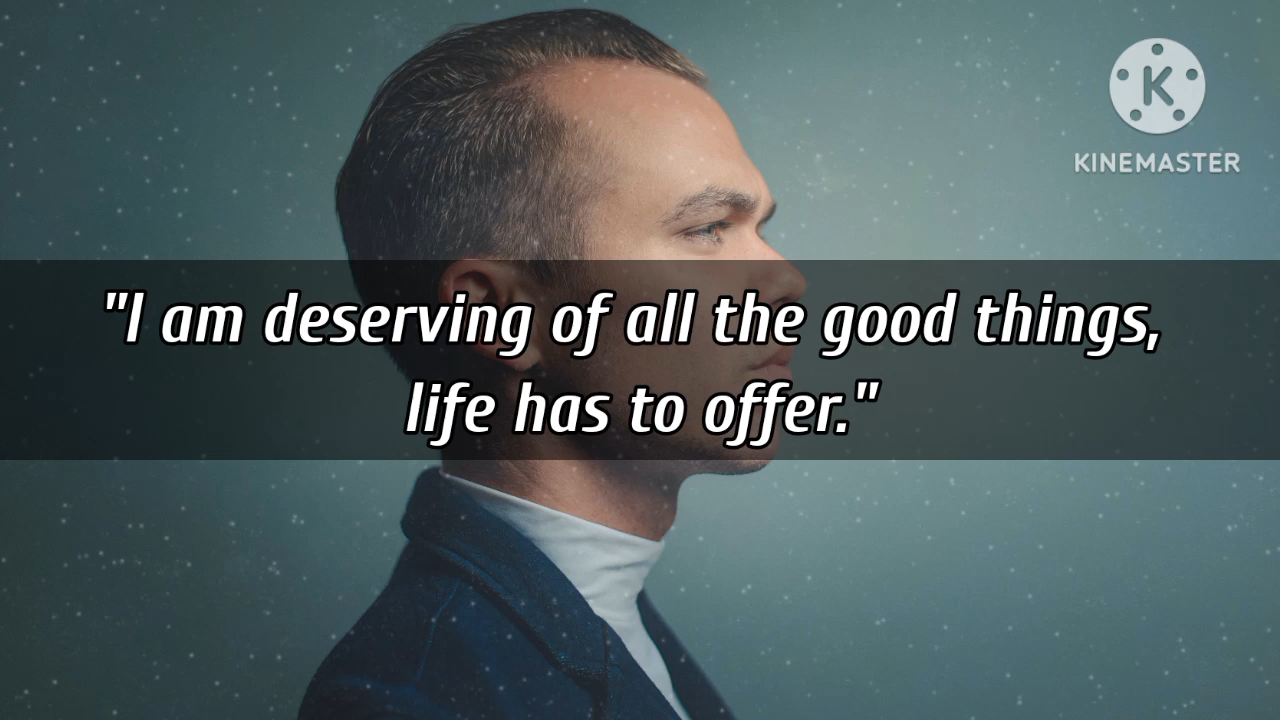 K
KINEMASTER
"I am deserving of all the good things,
life has to offer."